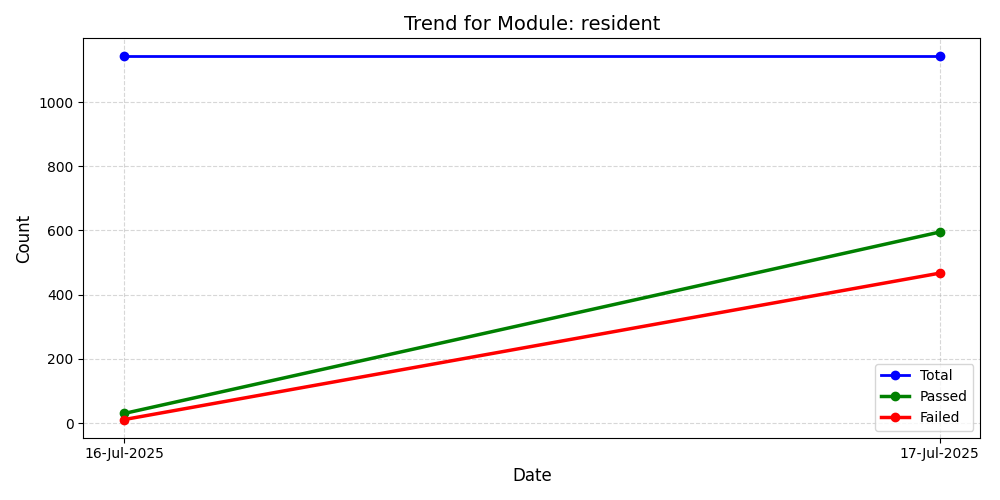 Trend for Module: resident
Count
1000
800
600
400
200
0
Total
Passed
Failed
16-Jul-2025
17-Jul-2025
Date